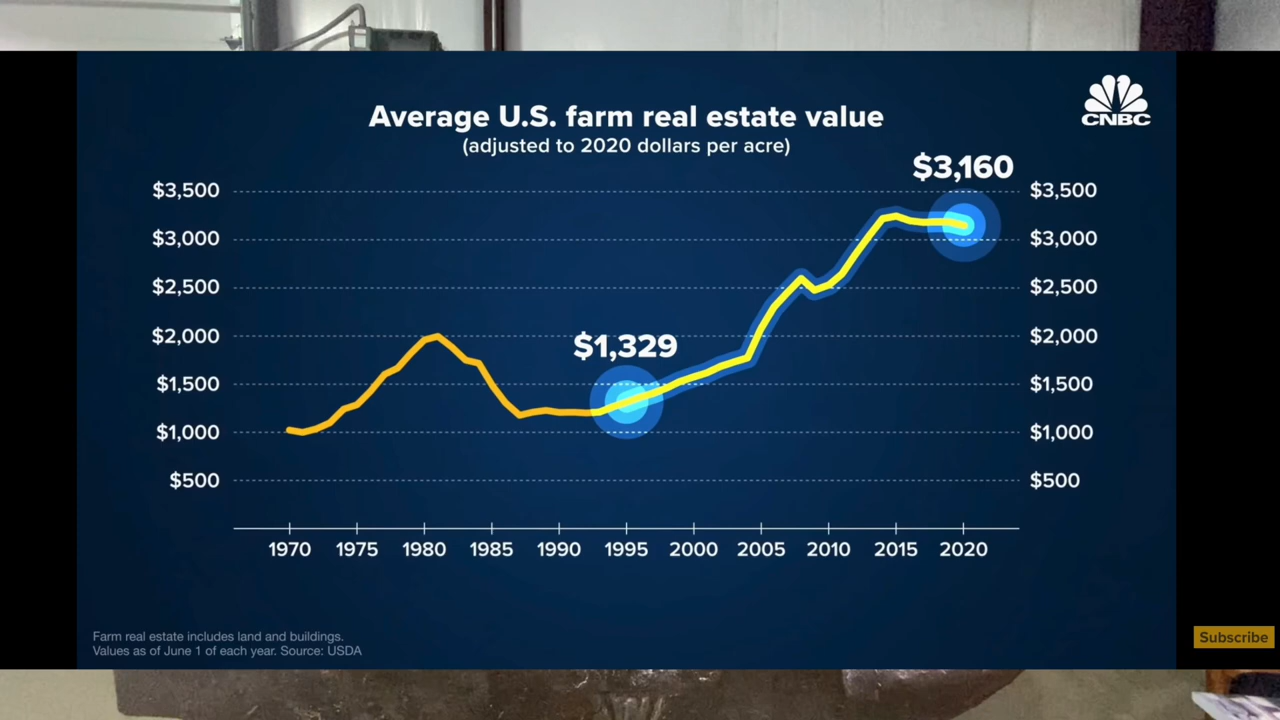 Average U.S. farm real estate value
(adjusted to 2020 dollars per acre)
CNBC
$3,160
$3,500 $3,500
$3,000 $3,000
$2,500 $2,500
$2,000 $1,329 $2,000
$1,500 $1,500
$1,000 $1,000
$500 $500
1970 1975 1980 1985 1990 1995 2000 2005 2010 2015 2020
Farm real estate includes land and buildings.
Values as of June 1 of each year. Source: USDA
Subscribe